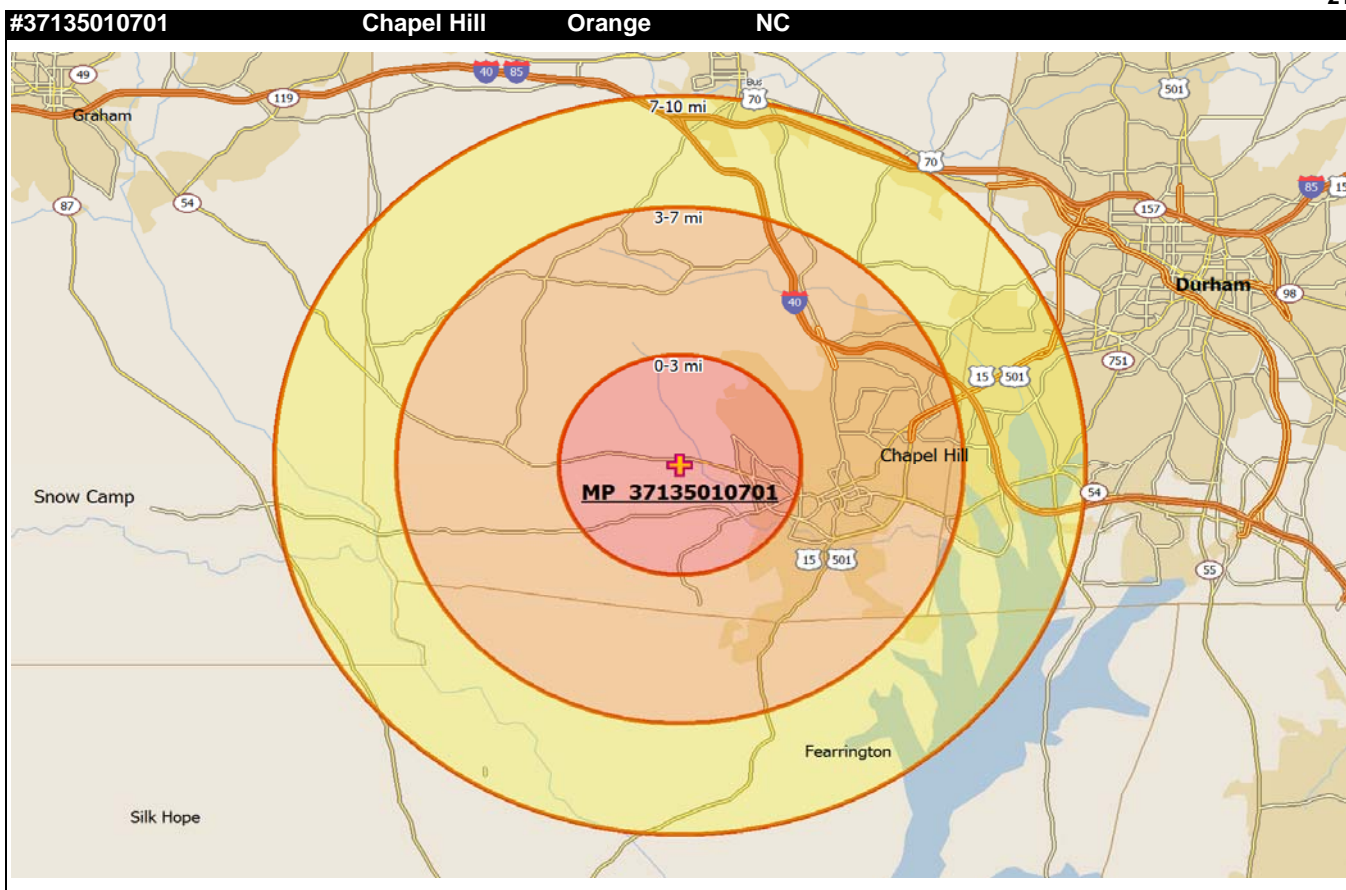 #37135010701 Chapel Hill Orange NC
49
40 85
Bus
70
501
119
7-10 mi
Graham
70
85
15
87
54
3-7 mi
157
Durham
98
40
751
0-3 mi
15 501
Chapel Hill
MP 37135010701
Snow Camp
54
15 501
55
Fearrington
Silk Hope